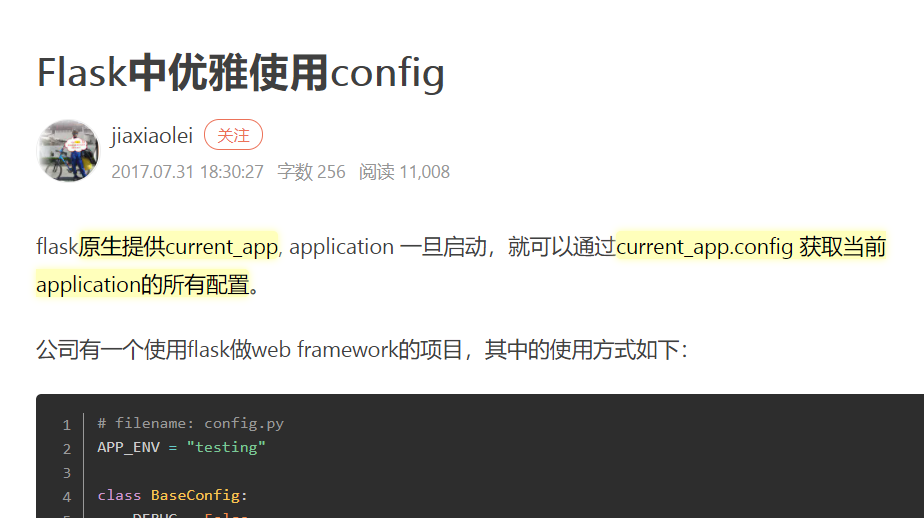 Flask中优雅使用config
jiaxiaolei 关注
2017.07.31 18:30:27 字数 256 阅读 11,008
flask原生提供current_app, application 一旦启动，就可以通过current_app.config 获取当前
application的所有配置。
公司有一个使用flask做web framework的项目，其中的使用方式如下：
1 # filename: config.py
2 APP_ENV = "testing"
3
4 class BaseConfig: